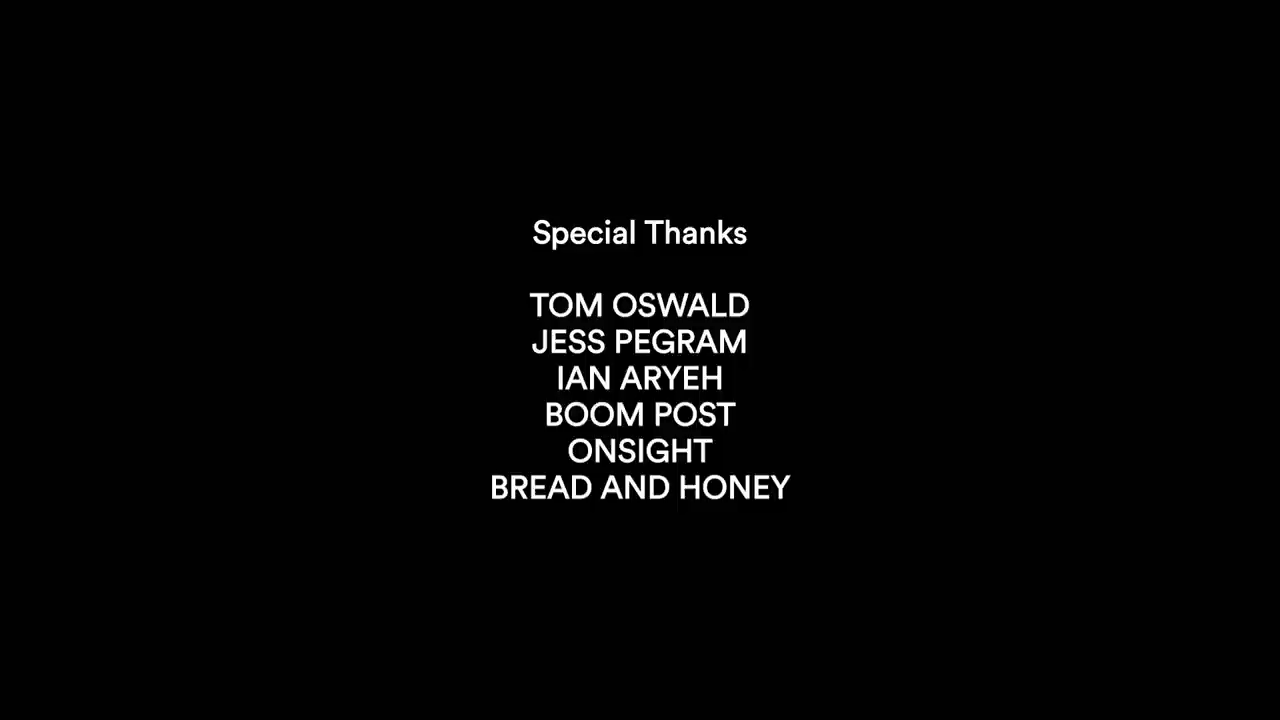 Special Thanks
TOM OSWALD
JESS PEGRAM
IAN ARYEH
BOOM POST
ONSIGHT
BREAD AND HONEY